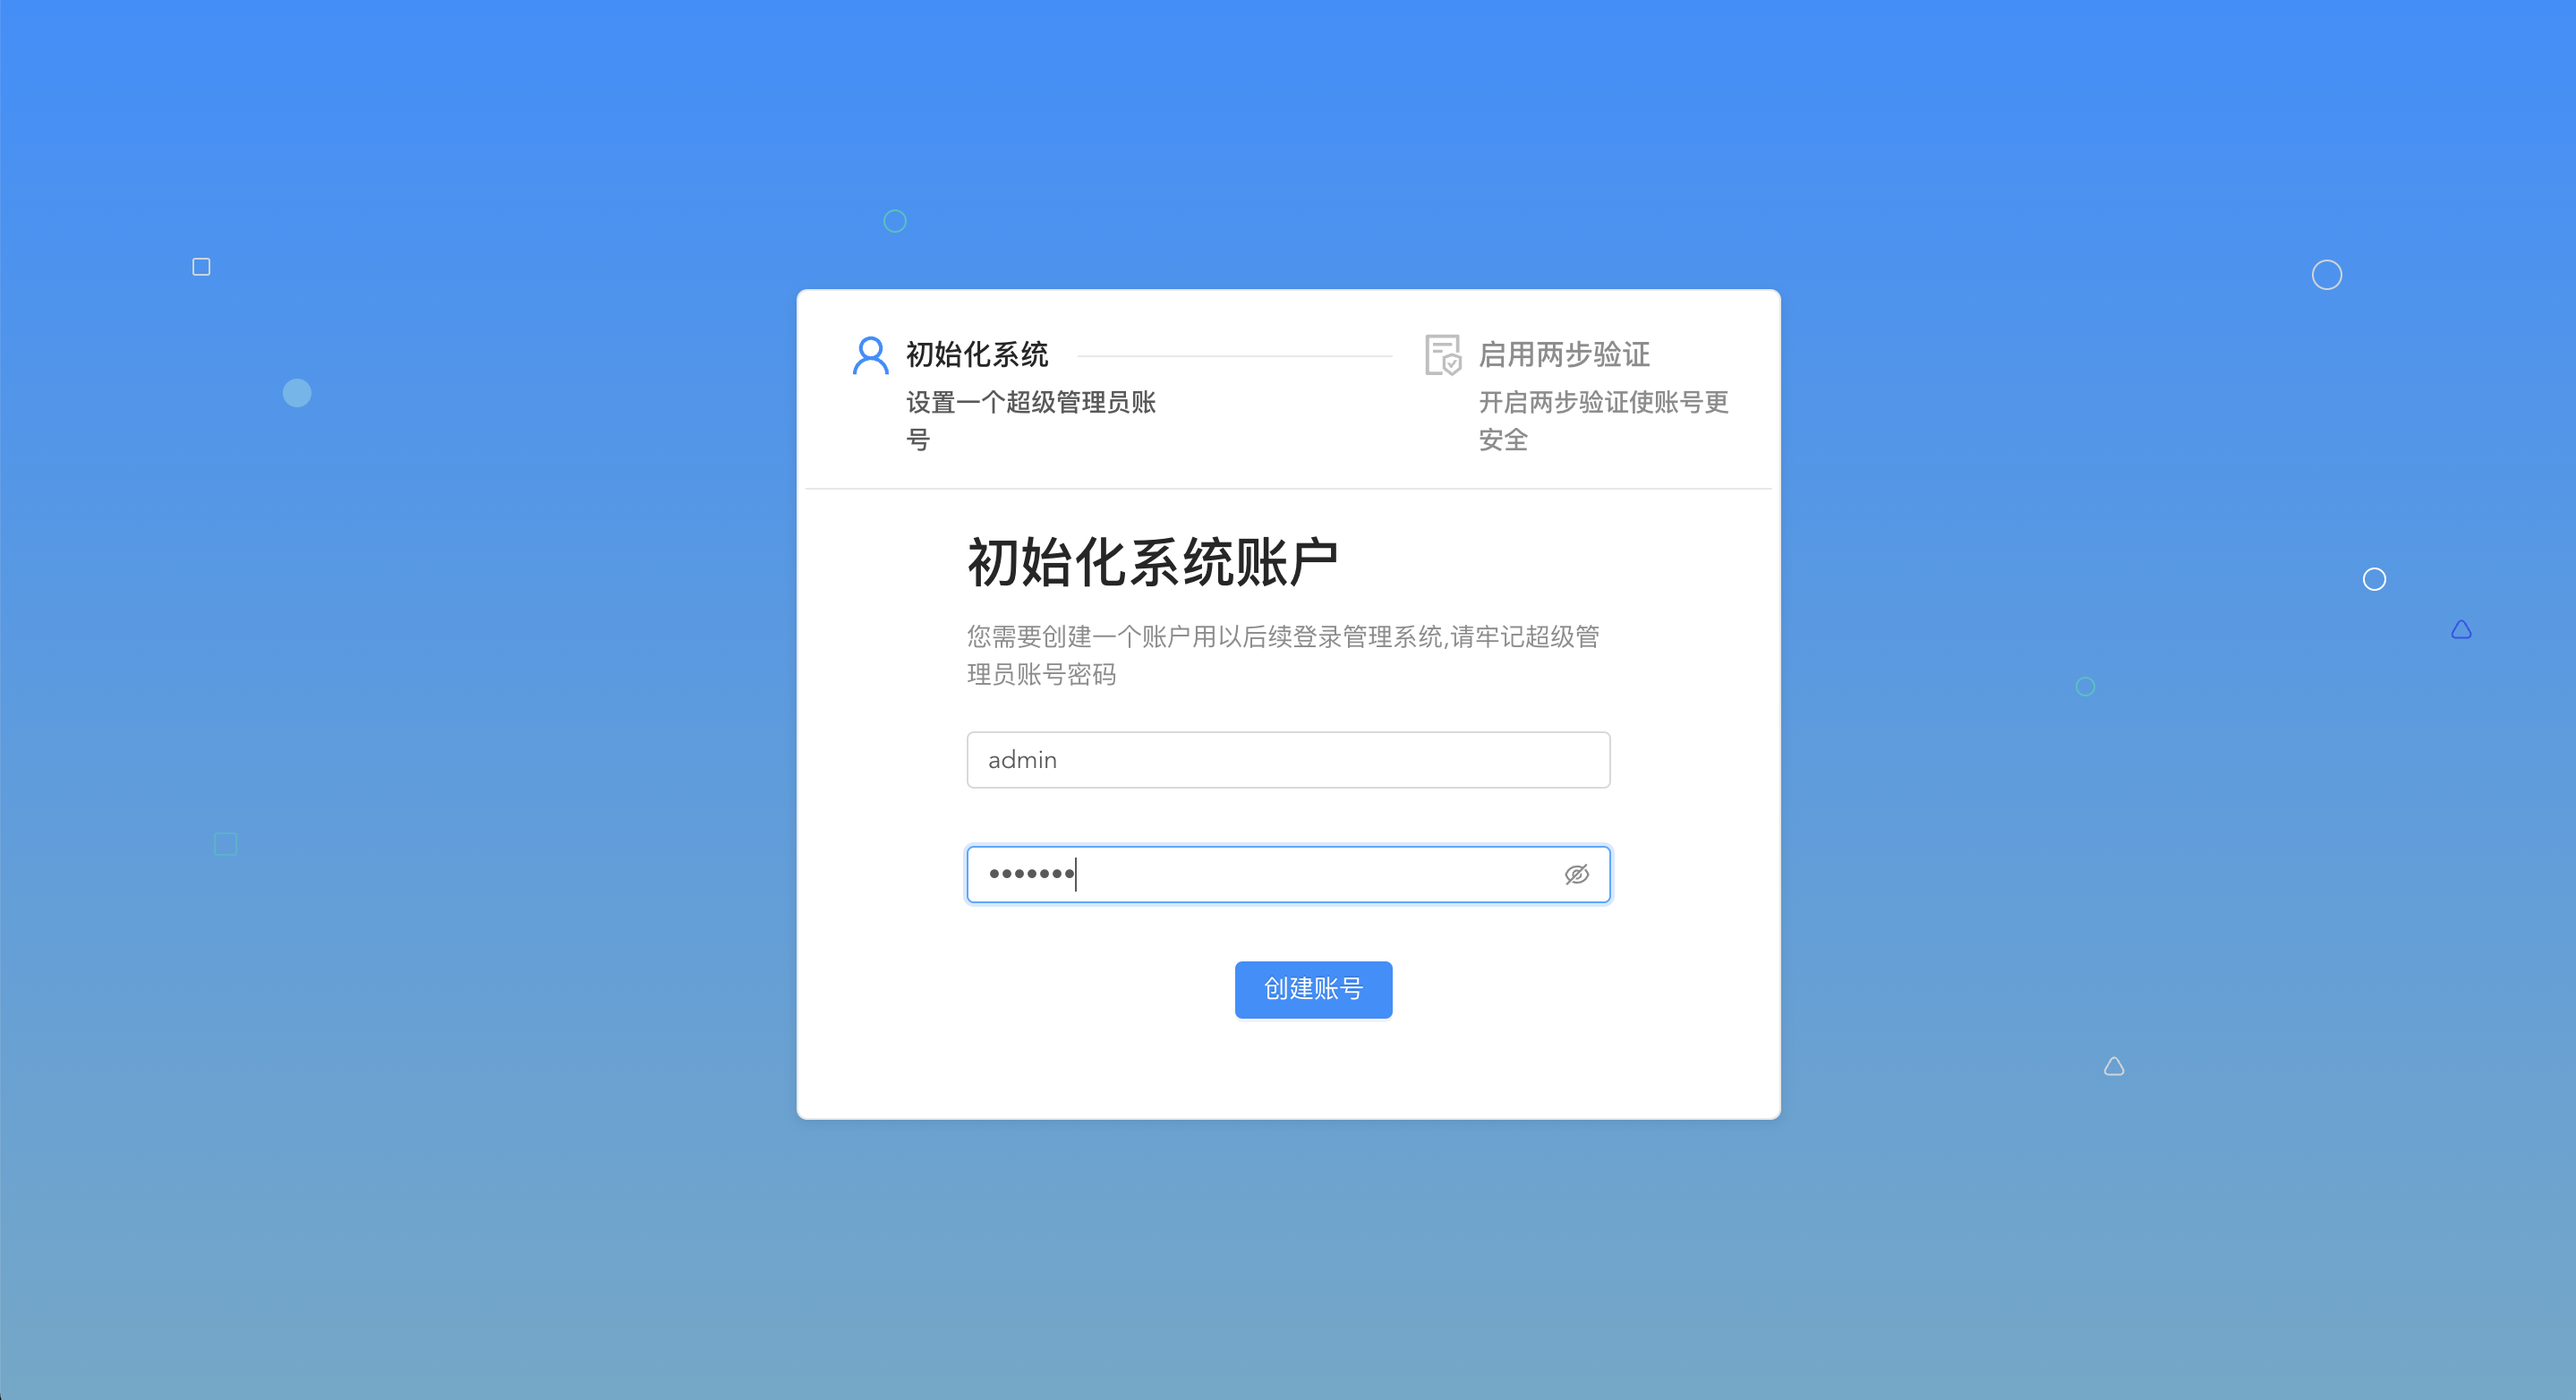 初始化系统
设置一个超级管理员账
号
启用两步验证
开启两步验证使账号更
安全
初始化系统账户
您需要创建一个账户用以后续登录管理系统,请牢记超级管
理员账号密码
admin
•••••••
创建账号